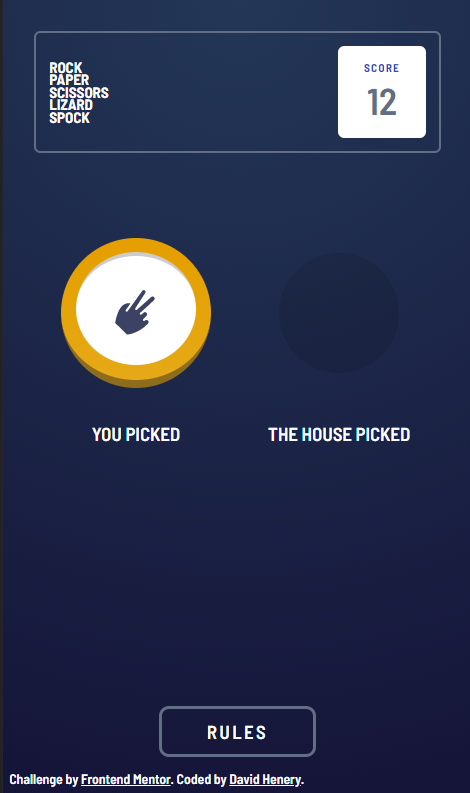 ROCK
PAPER
SCISSORS
LIZARD
SPOCK
SCORE
12
YOU PICKED
THE HOUSE PICKED
RULES
Challenge by Frontend Mentor. Coded by David Henery.